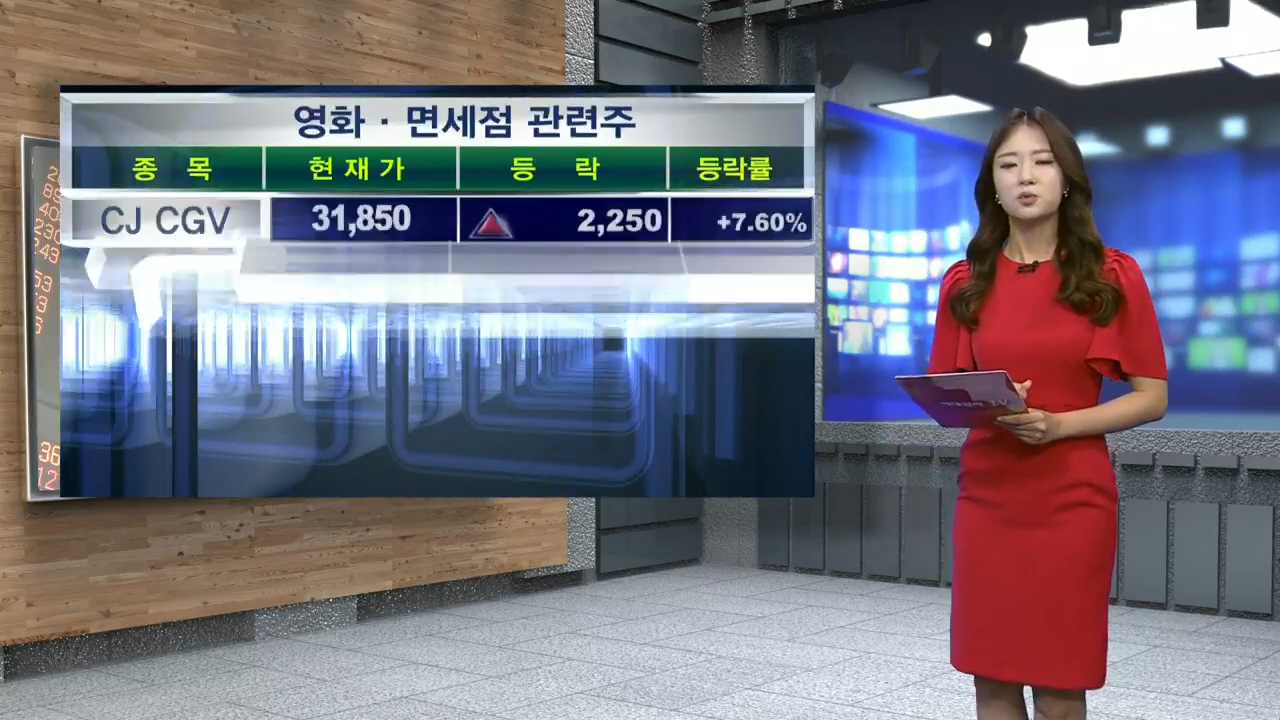 영화 · 면세점 관련주
종 목 현 재 가 등 락 등락률
CJ CGV 31,850 ▲ 2,250 +7.60%